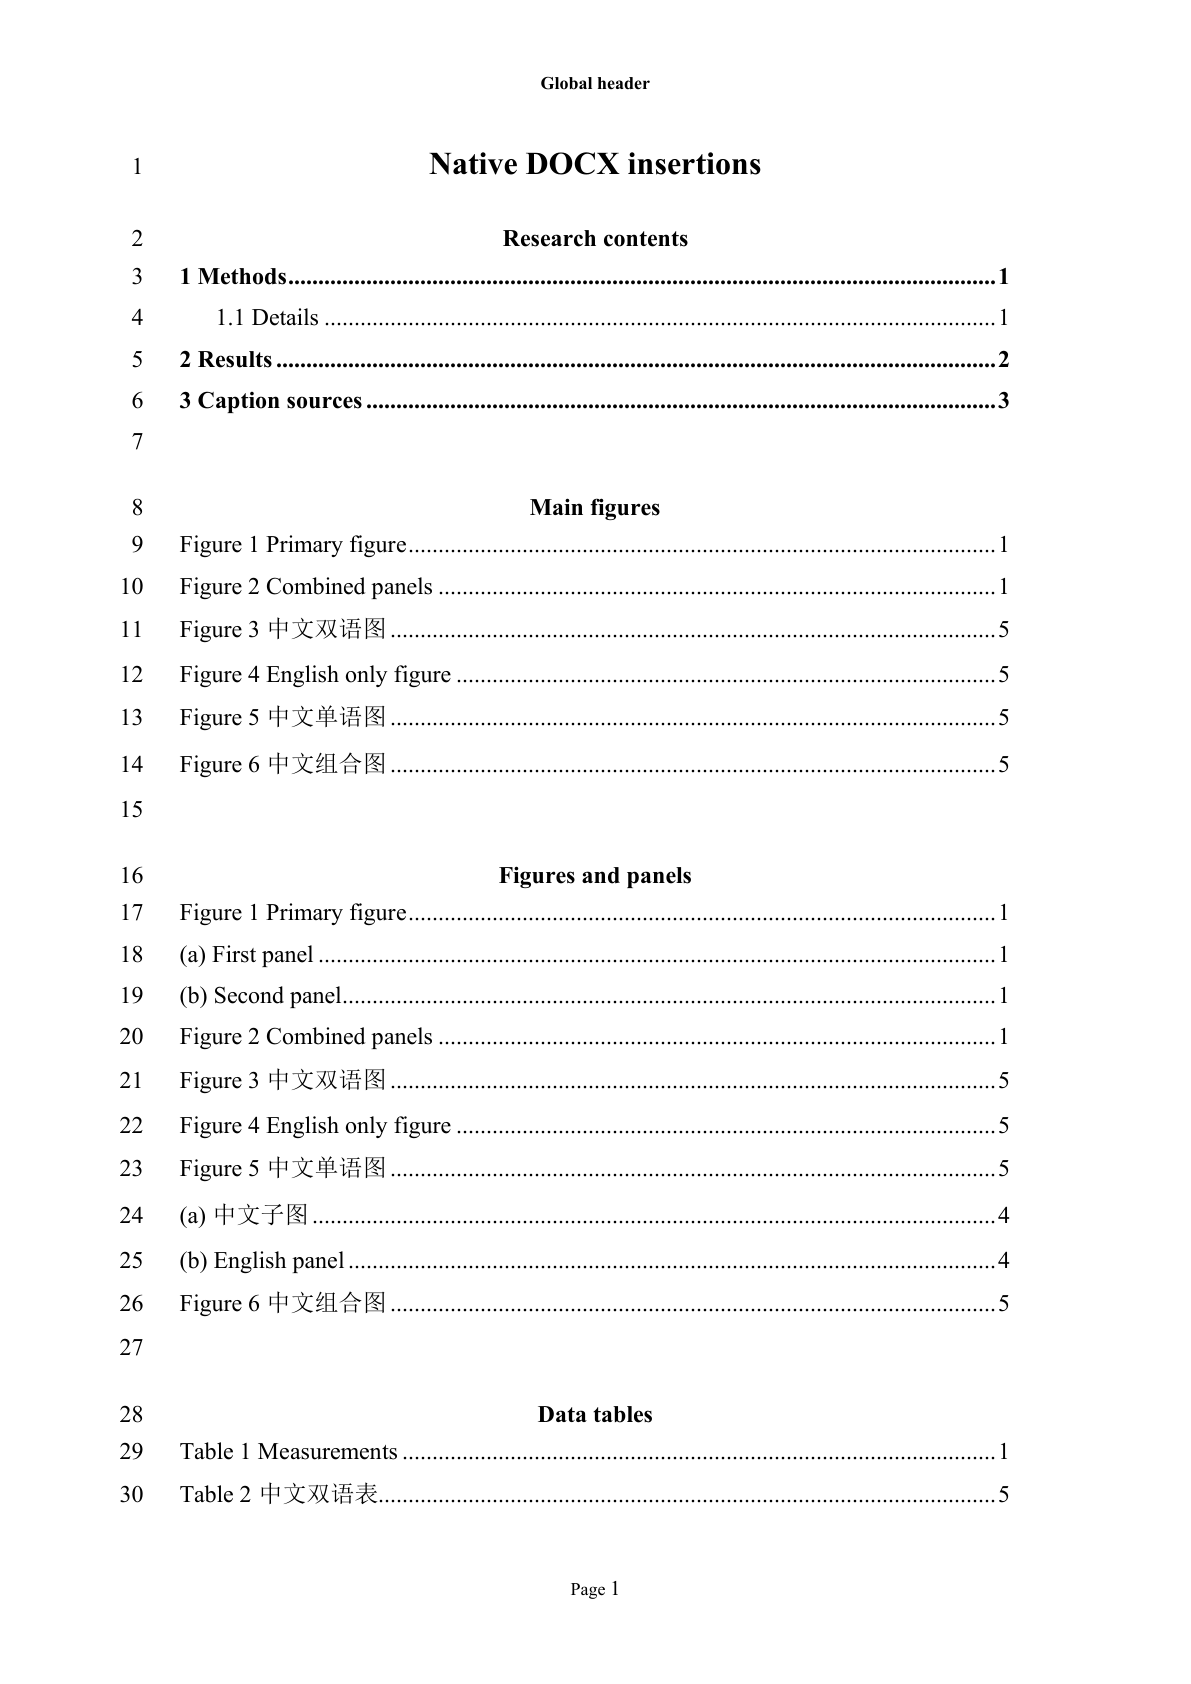 Global header
1 Native DOCX insertions
2 Research contents
3 1 Methods 1
4 1.1 Details 1
5 2 Results 2
6 3 Caption sources 3
7
8 Main figures
9 Figure 1 Primary figure 1
10 Figure 2 Combined panels 1
11 Figure 3 中文双语图 5
12 Figure 4 English only figure 5
13 Figure 5 中文单语图 5
14 Figure 6 中文组合图 5
15
16 Figures and panels
17 Figure 1 Primary figure 1
18 (a) First panel 1
19 (b) Second panel 1
20 Figure 2 Combined panels 1
21 Figure 3 中文双语图 5
22 Figure 4 English only figure 5
23 Figure 5 中文单语图 5
24 (a) 中文子图 4
25 (b) English panel 4
26 Figure 6 中文组合图 5
27
28 Data tables
29 Table 1 Measurements 1
30 Table 2 中文双语表 5
Page 1